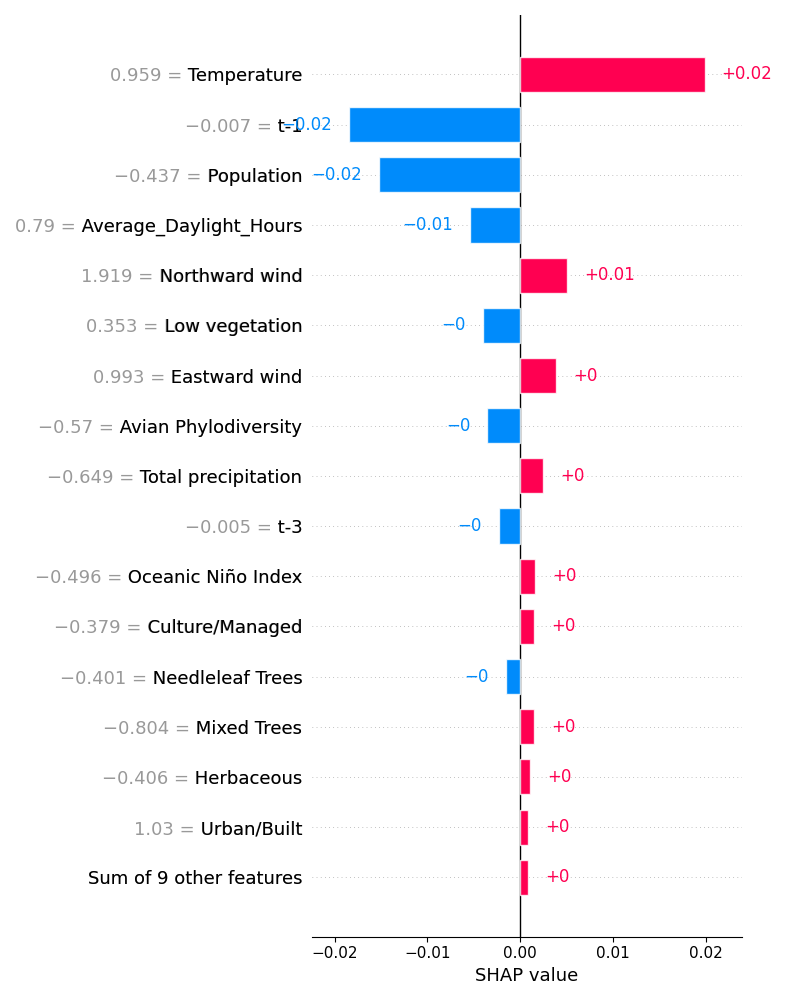 0.959 = Temperature +0.02
−0.007 = t-1 −0.02
−0.437 = Population −0.02
0.79 = Average_Daylight_Hours −0.01
1.919 = Northward wind +0.01
0.353 = Low vegetation −0
0.993 = Eastward wind +0
−0.57 = Avian Phylodiversity −0
−0.649 = Total precipitation +0
−0.005 = t-3 −0
−0.496 = Oceanic Niño Index +0
−0.379 = Culture/Managed +0
−0.401 = Needleleaf Trees −0
−0.804 = Mixed Trees +0
−0.406 = Herbaceous +0
1.03 = Urban/Built +0
Sum of 9 other features +0
−0.02 −0.01 0.00 0.01 0.02
SHAP value